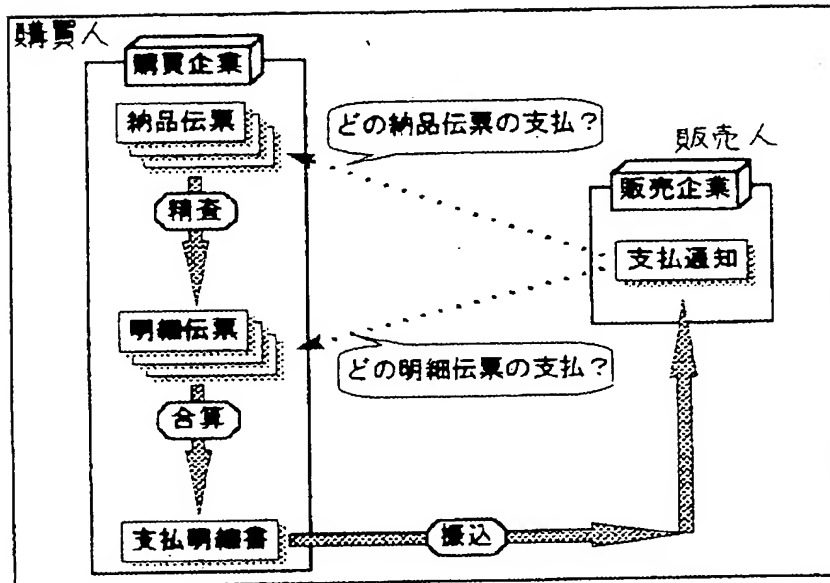 購買人
購買企業
納品伝票
どの納品伝票の支払？
販売人
販売企業
精査
支払通知
明細伝票
どの明細伝票の支払？
合算
支払明細書
振込